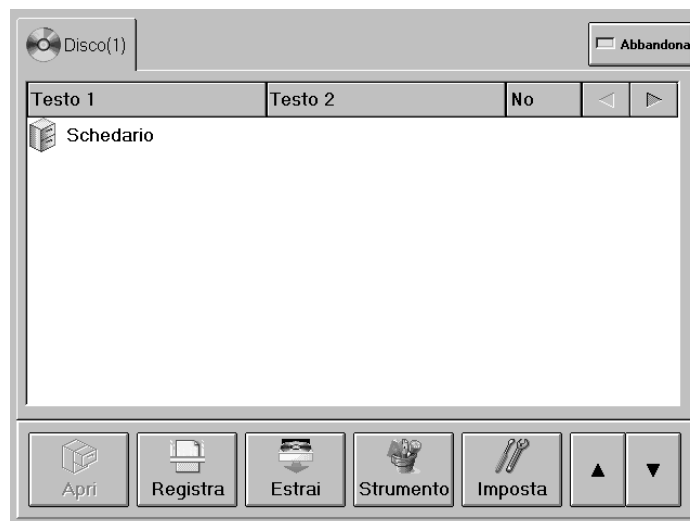 Disco(1)
Abbandona
Testo 1 Testo 2 No
Schedario
Apri Registra Estrai Strumento Imposta